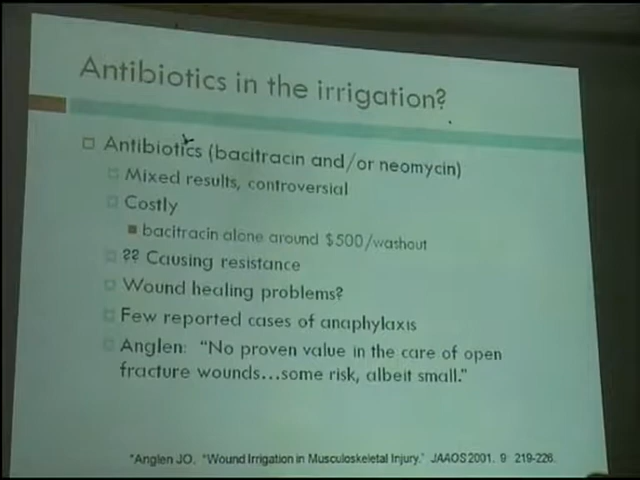 Antibiotics in the irrigation?
Antibiotics (bacitracin and/or neomycin)
Mixed results, controversial
Costly
bacitracin alone around $500/washout
?? Causing resistance
Wound healing problems?
Few reported cases of anaphylaxis
Anglen: "No proven value in the care of open
fracture wounds...some risk, albeit small."
*Anglen JO. "Wound Irrigation in Musculoskeletal Injury." JAAOS 2001. 9 219-226.